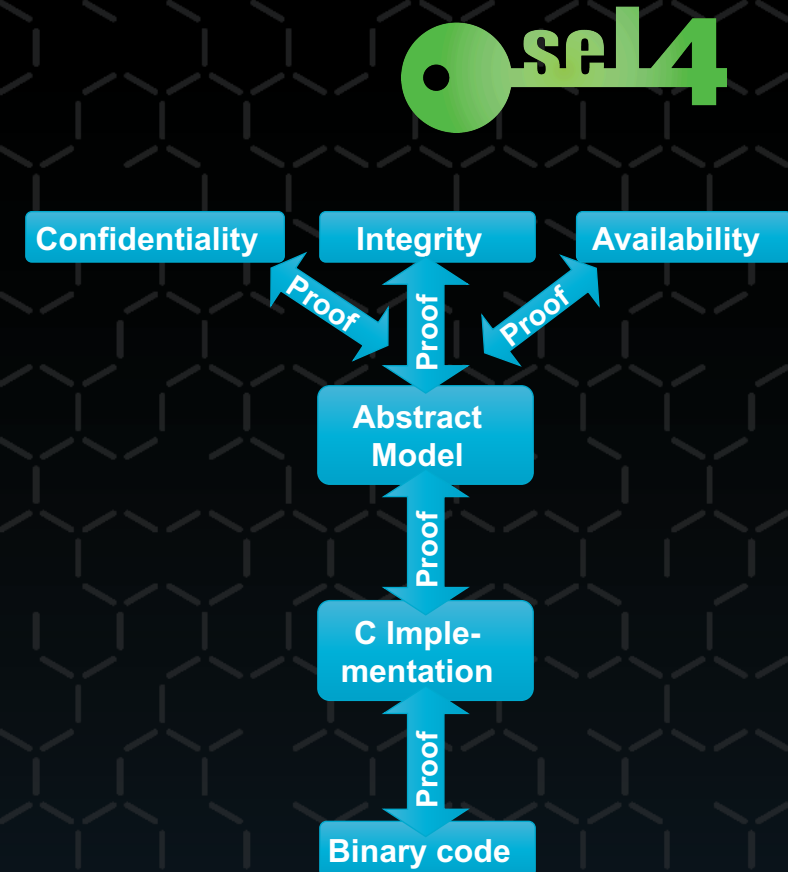 seL4
Confidentiality
Integrity
Availability
Proof
Proof
Proof
Abstract
Model
Proof
C Imple-
mentation
Proof
Binary code